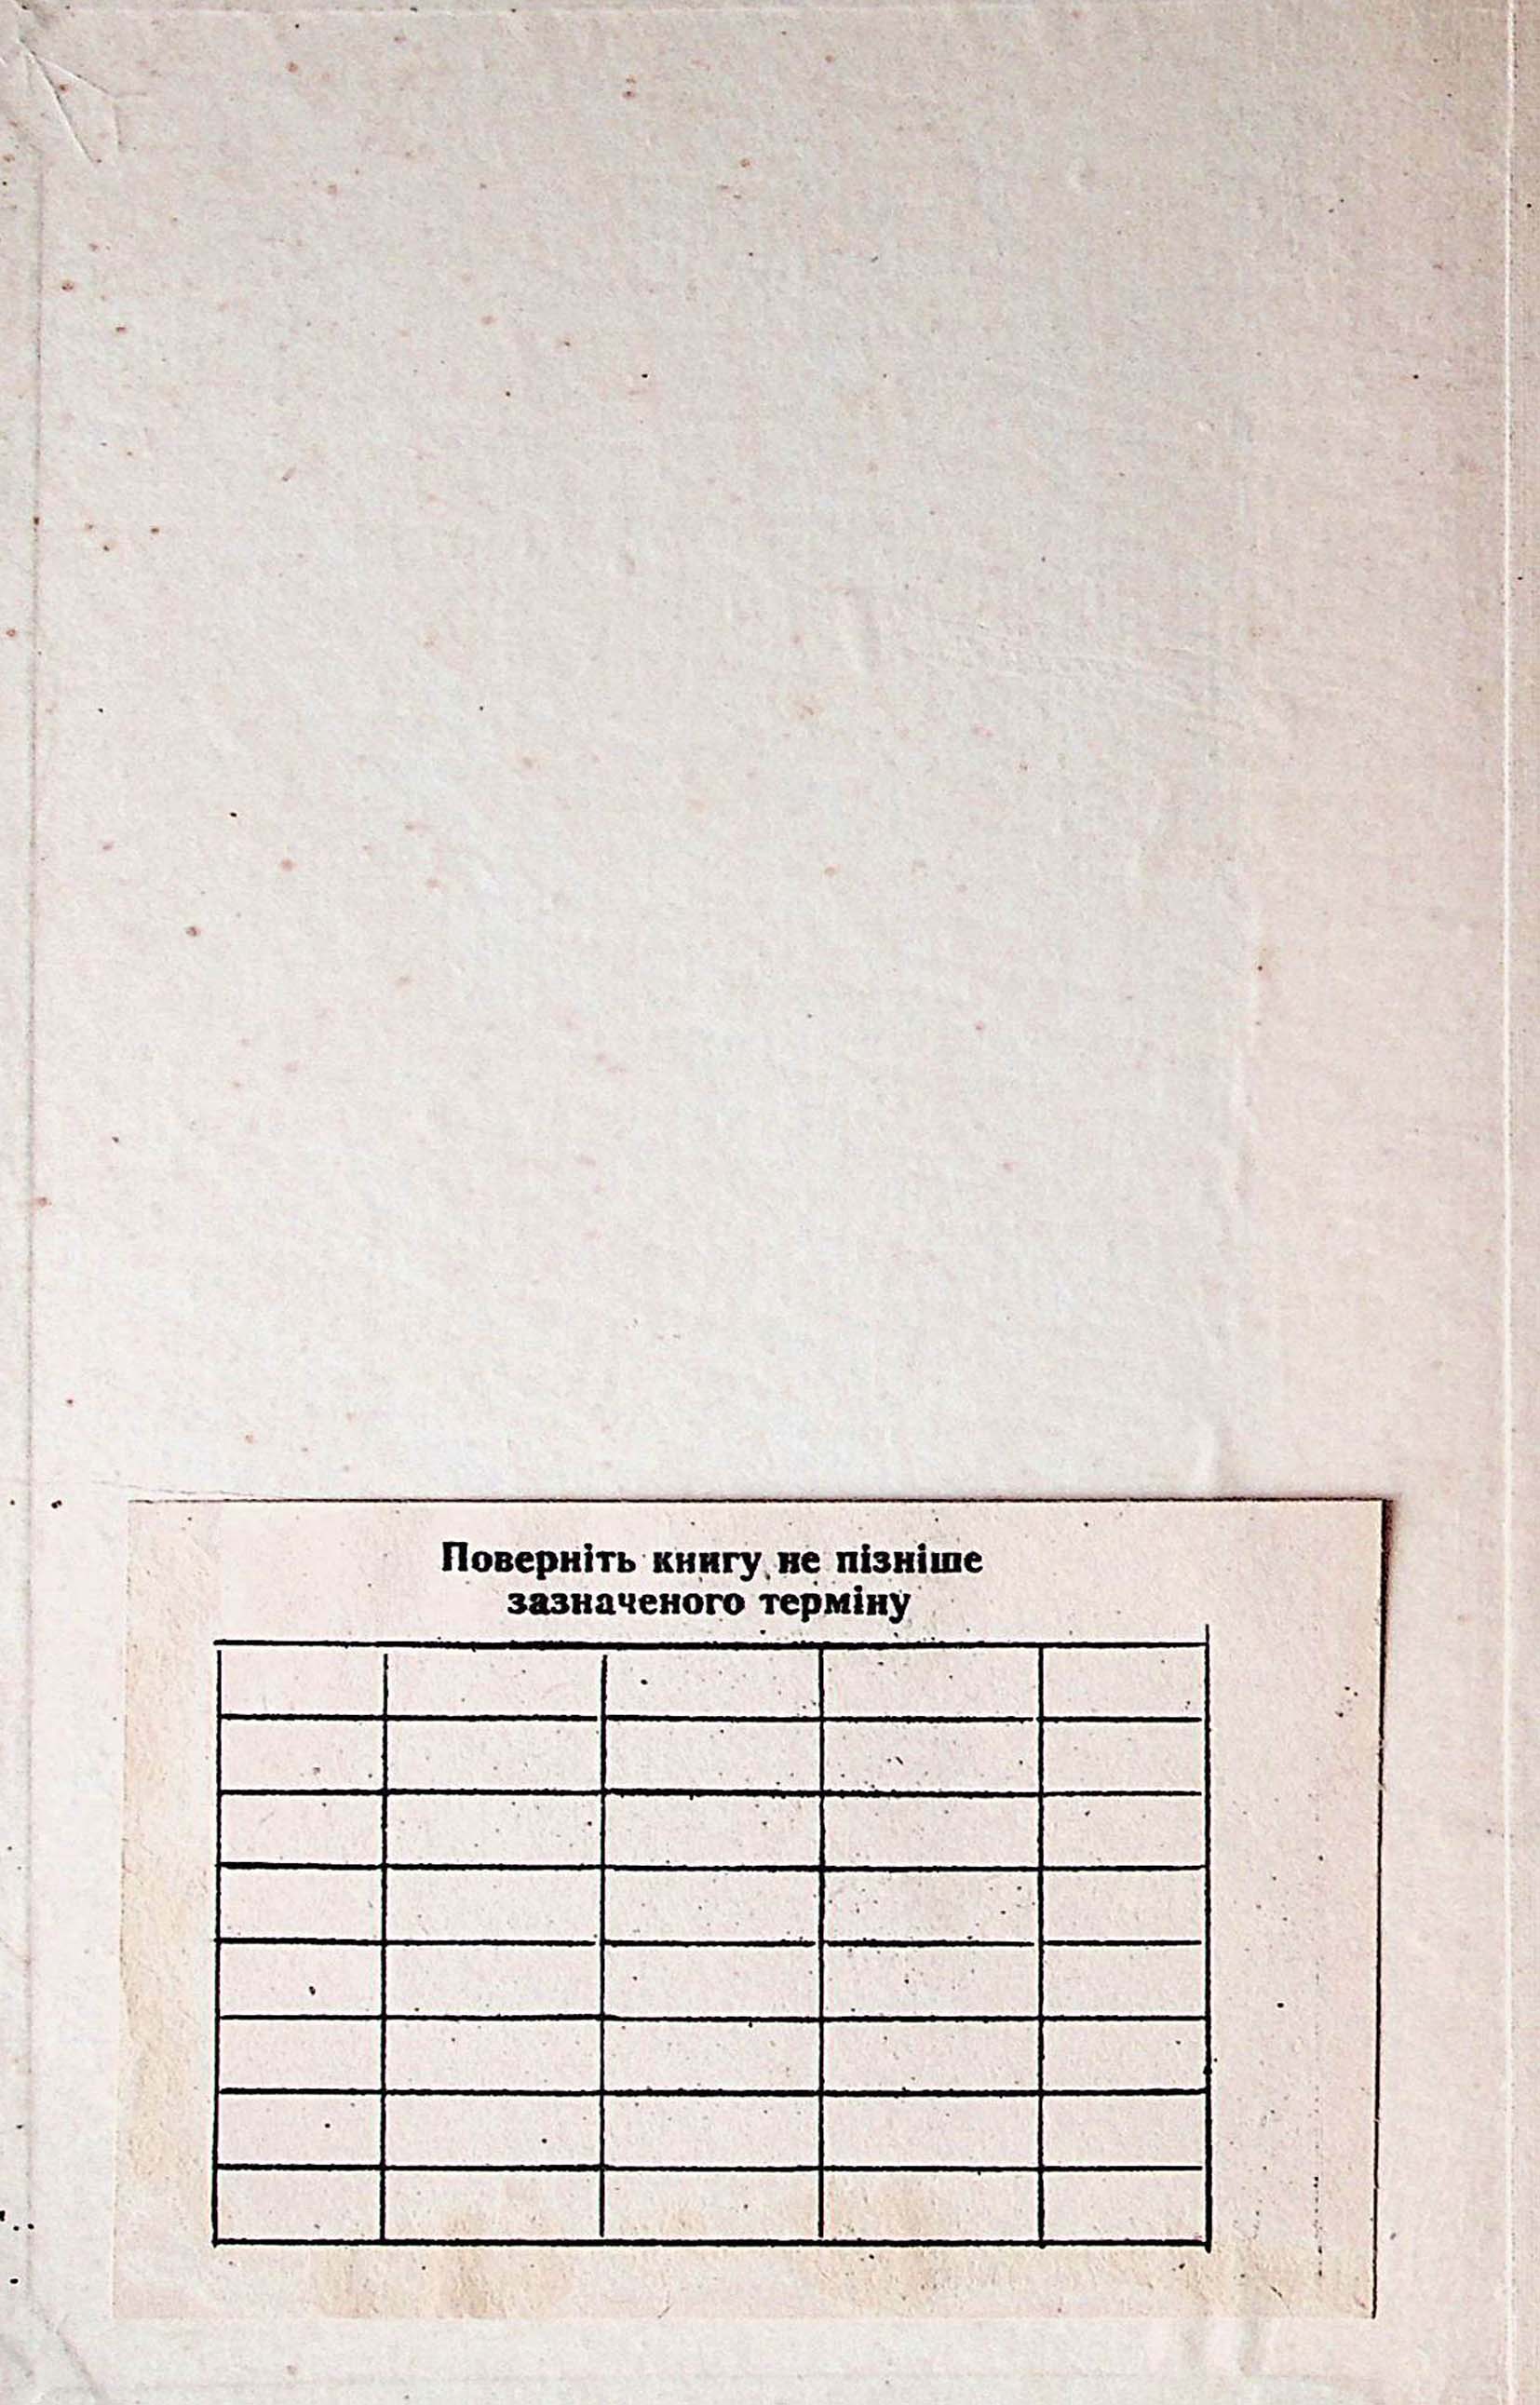 Поверніть книгу не пізніше
зазначеного терміну